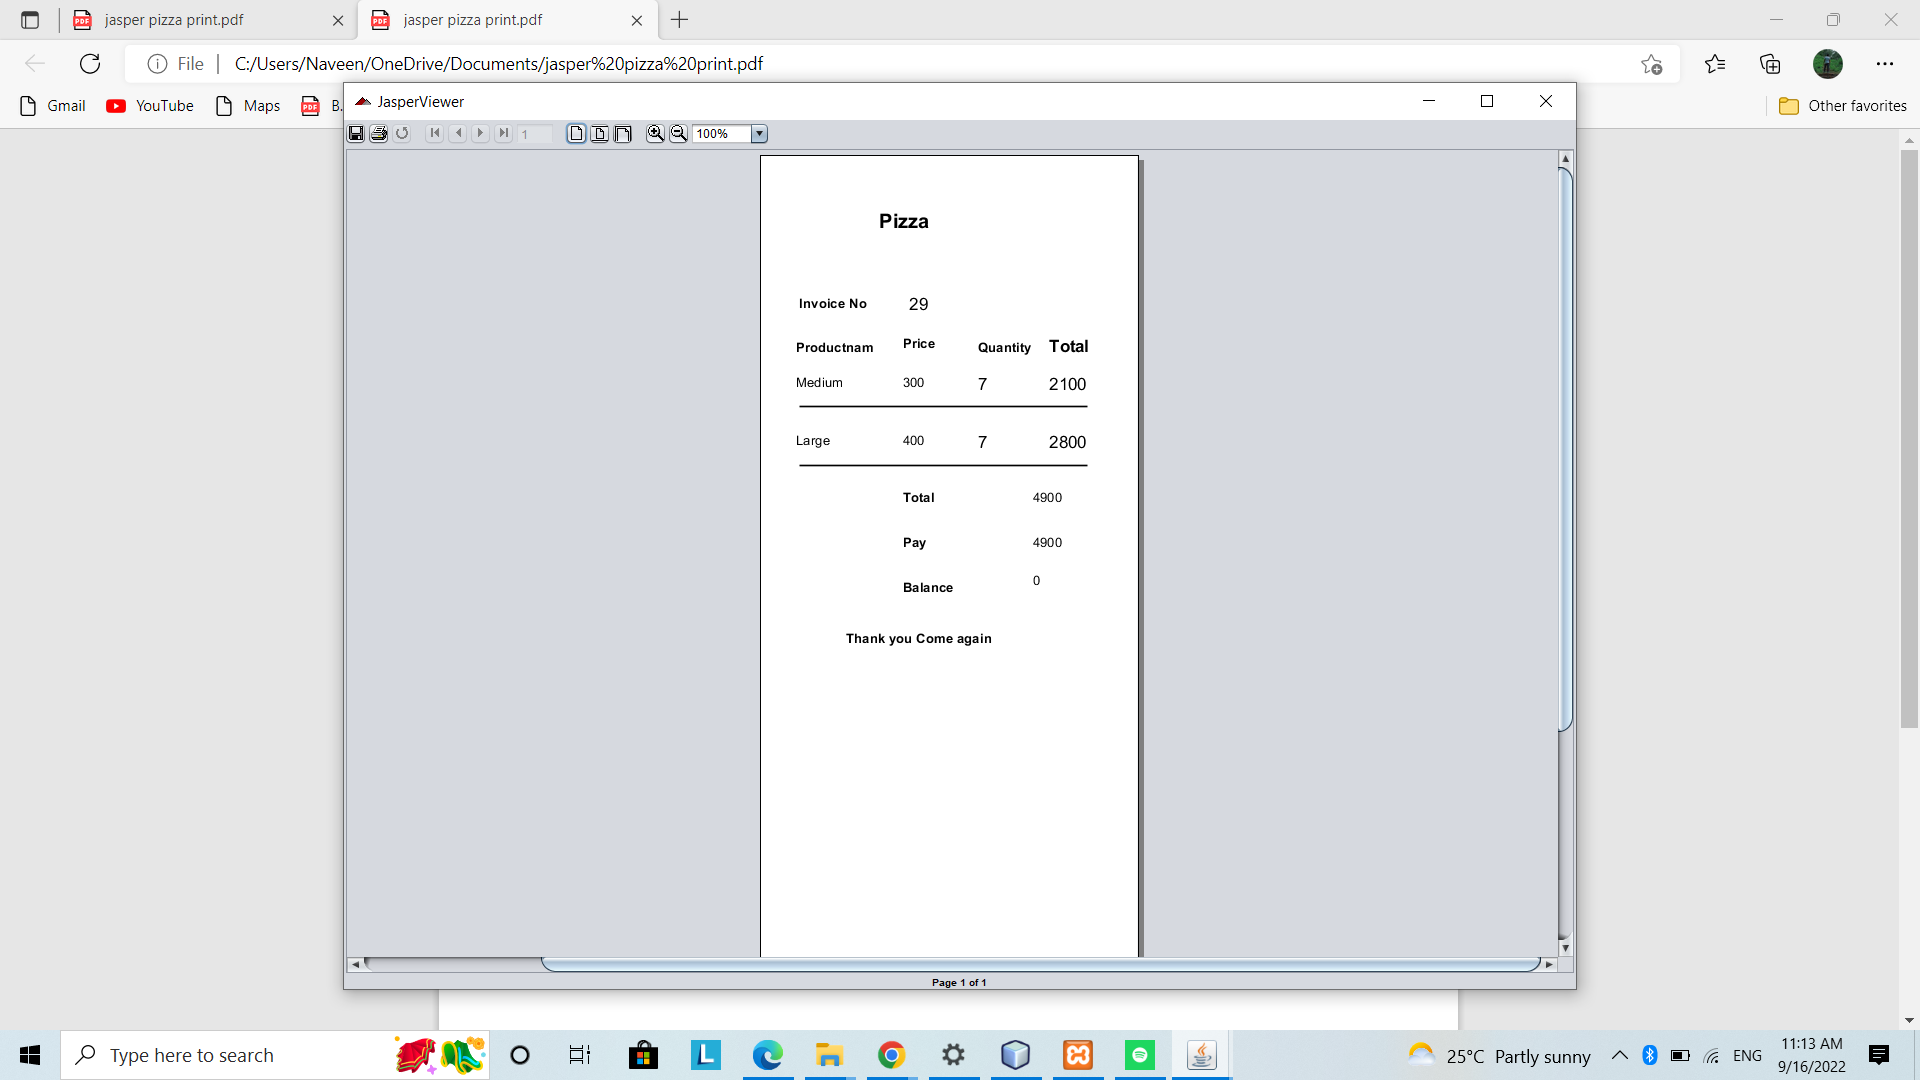 jasper pizza print.pdf
jasper pizza print.pdf
File
C:/Users/Naveen/OneDrive/Documents/jasper%20pizza%20print.pdf
Gmail
YouTube
Maps
PDF
B.
Other favorites
JasperViewer
1
100%
Pizza
Invoice No 29
Productnam Price Quantity Total
Medium 300 7 2100
Large 400 7 2800
Total 4900
Pay 4900
Balance 0
Thank you Come again
Page 1 of 1
Type here to search
L
25°C Partly sunny
ENG
11:13 AM
9/16/2022